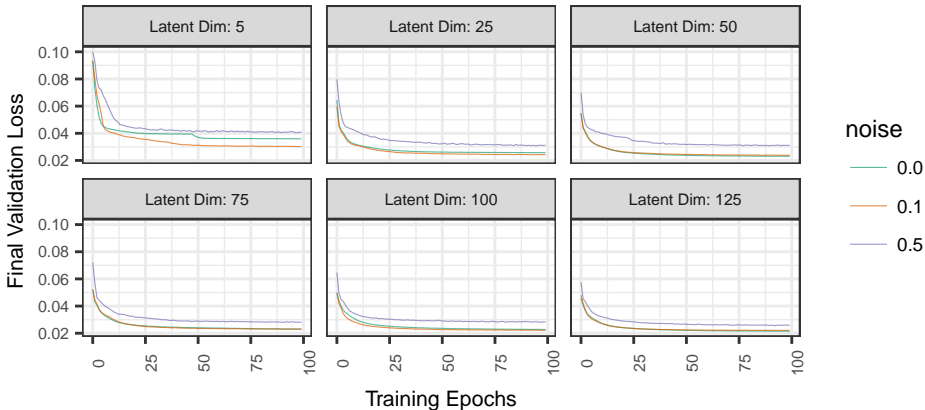 Latent Dim: 5 Latent Dim: 25 Latent Dim: 50
0.10
0.08
0.06
0.04
0.02
noise
0.0
0.1
0.5
Latent Dim: 75 Latent Dim: 100 Latent Dim: 125
0.10
0.08
0.06
0.04
0.02
0 25 50 75 100 0 25 50 75 100 0 25 50 75 100
Final Validation Loss
Training Epochs